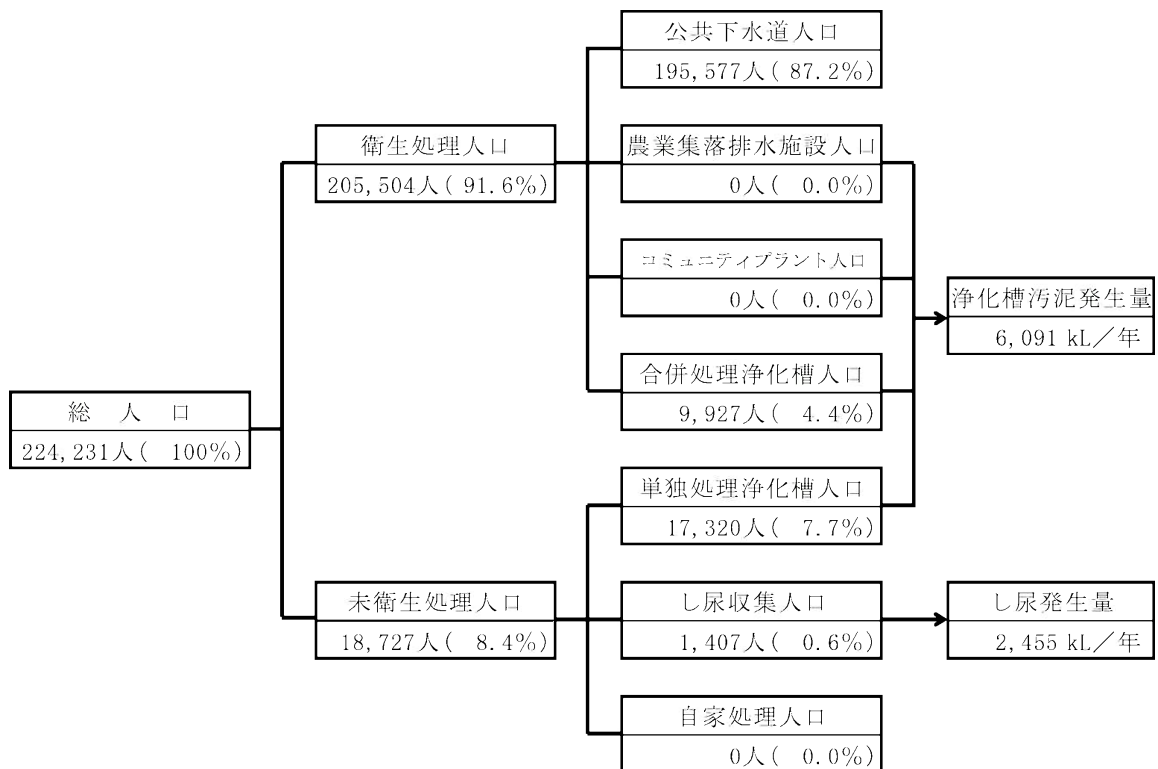 公共下水道人口
195,577人( 87.2%)
衛生処理人口
205,504人( 91.6%)
農業集落排水施設人口
0人( 0.0%)
コミュニティプラント人口
0人( 0.0%)
浄化槽汚泥発生量
6,091 kL/年
合併処理浄化槽人口
9,927人( 4.4%)
総 人 口
224,231人( 100%)
単独処理浄化槽人口
17,320人( 7.7%)
未衛生処理人口
18,727人( 8.4%)
し尿収集人口
1,407人( 0.6%)
し尿発生量
2,455 kL/年
自家処理人口
0人( 0.0%)